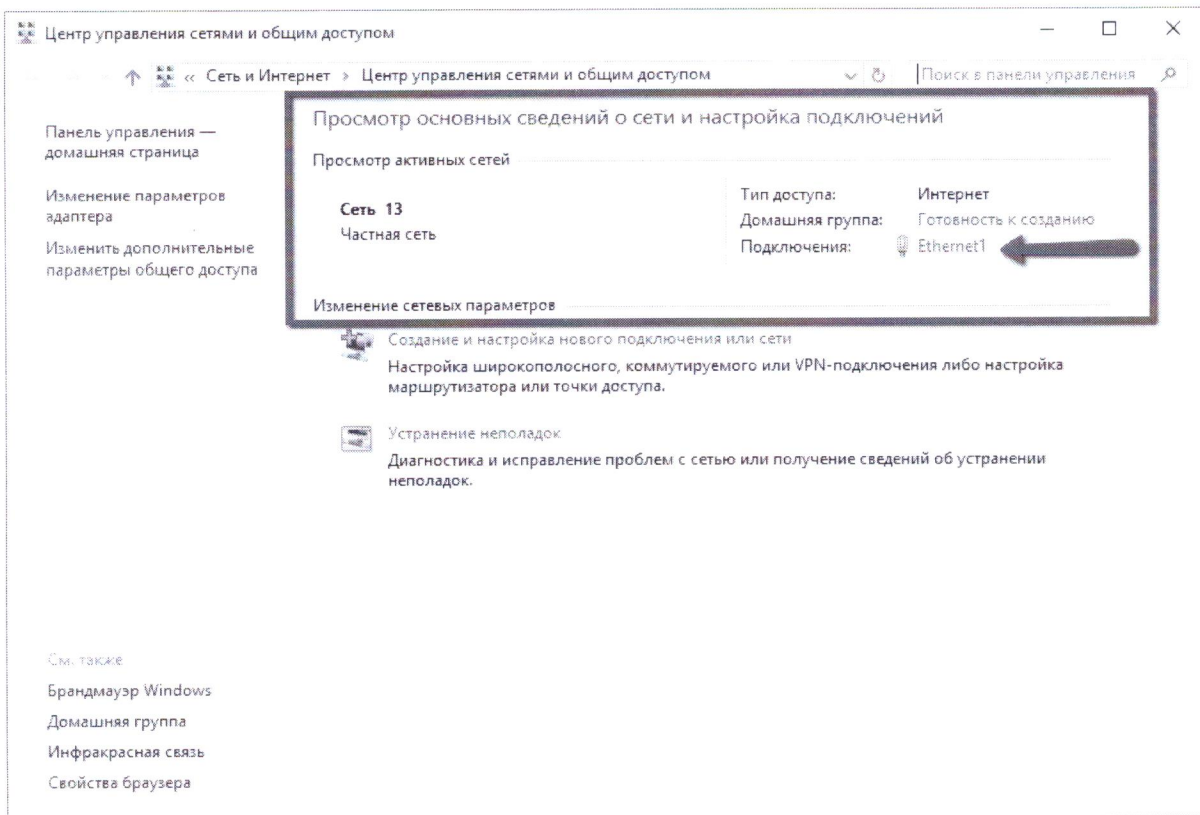 Центр управления сетями и общим доступом
« Сеть и Интернет › Центр управления сетями и общим доступом
Поиск в панели управления
Панель управления —
домашняя страница
Изменение параметров
адаптера
Изменить дополнительные
параметры общего доступа
Просмотр основных сведений о сети и настройка подключений
Просмотр активных сетей
Сеть 13
Частная сеть
Тип доступа: Интернет
Домашняя группа: Готовность к созданию
Подключения: Ethernet1
Изменение сетевых параметров
Создание и настройка нового подключения или сети
Настройка широкополосного, коммутируемого или VPN-подключения либо настройка
маршрутизатора или точки доступа.
Устранение неполадок
Диагностика и исправление проблем с сетью или получение сведений об устранении
неполадок.
См. также
Брандмауэр Windows
Домашняя группа
Инфракрасная связь
Свойства браузера